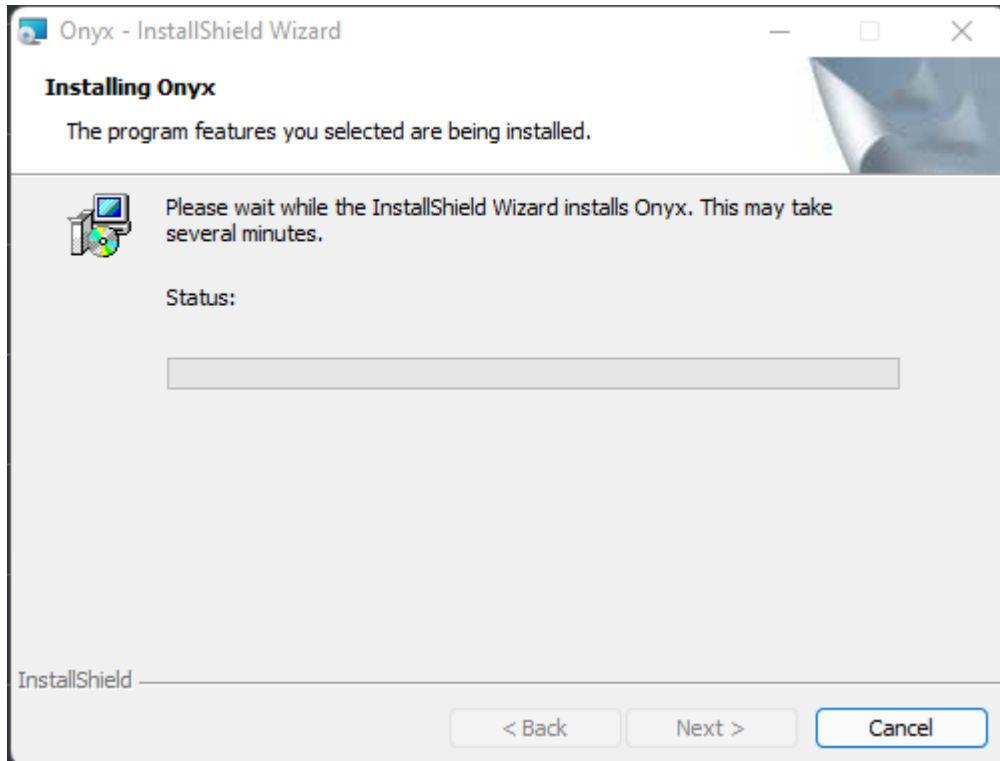 Onyx - InstallShield Wizard
Installing Onyx
The program features you selected are being installed.
Please wait while the InstallShield Wizard installs Onyx. This may take
several minutes.
Status:
InstallShield
< Back
Next >
Cancel